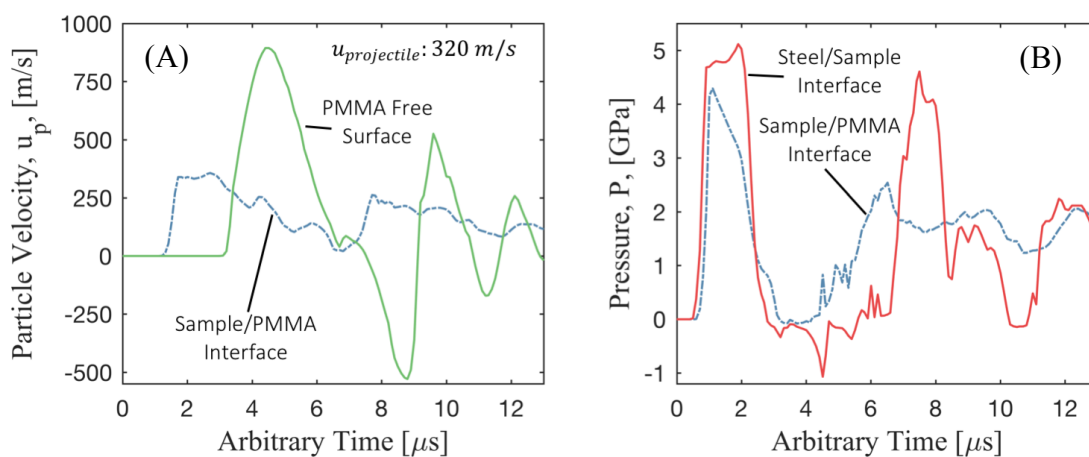 (A)
u_projectile: 320 m/s
PMMA Free
Surface
Sample/PMMA
Interface
Particle Velocity, u_p, [m/s]
1000
750
500
250
0
-250
-500
0 2 4 6 8 10 12
Arbitrary Time [μs]
(B)
Steel/Sample
Interface
Sample/PMMA
Interface
Pressure, P, [GPa]
5
4
3
2
1
0
-1
0 2 4 6 8 10 12
Arbitrary Time [μs]